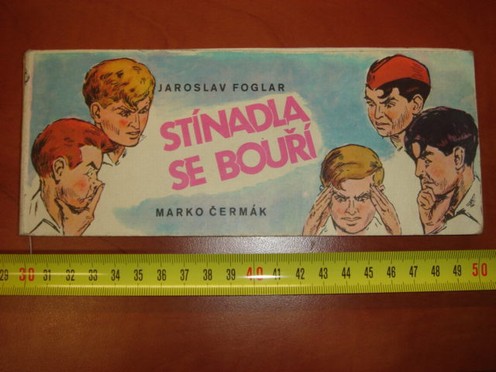 JAROSLAV FOGLAR
STÍNADLA
SE BOUŘÍ
MARKO ČERMÁK
29 30 31 32 33 34 35 36 37 38 39 40 41 42 43 44 45 46 47 48 49 50